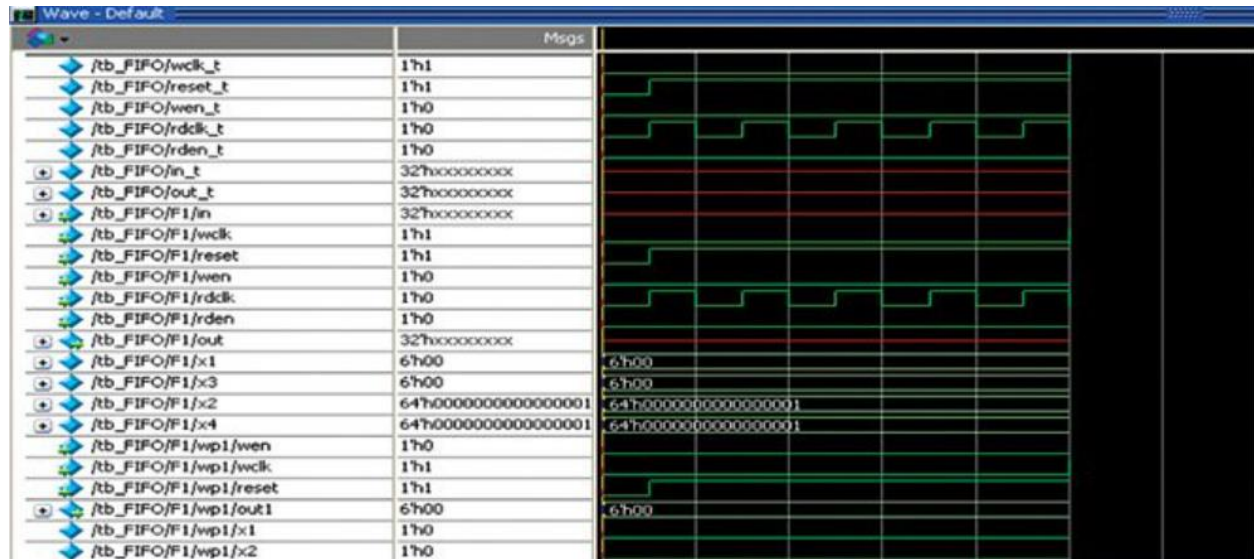 Wave - Default
Msgs
/tb_FIFO/wclk_t 1'h1
/tb_FIFO/reset_t 1'h1
/tb_FIFO/wen_t 1'h0
/tb_FIFO/rdclk_t 1'h0
/tb_FIFO/rden_t 1'h0
/tb_FIFO/in_t 32'hxxxxxxxx
/tb_FIFO/out_t 32'hxxxxxxxx
/tb_FIFO/F1/in 32'hxxxxxxxx
/tb_FIFO/F1/wclk 1'h1
/tb_FIFO/F1/reset 1'h1
/tb_FIFO/F1/wen 1'h0
/tb_FIFO/F1/rdclk 1'h0
/tb_FIFO/F1/rden 1'h0
/tb_FIFO/F1/out 32'hxxxxxxxx
/tb_FIFO/F1/x1 6'h00 6'h00
/tb_FIFO/F1/x3 6'h00 6'h00
/tb_FIFO/F1/x2 64'h0000000000000001 64'h0000000000000001
/tb_FIFO/F1/x4 64'h0000000000000001 64'h0000000000000001
/tb_FIFO/F1/wp1/wen 1'h0
/tb_FIFO/F1/wp1/wclk 1'h1
/tb_FIFO/F1/wp1/reset 1'h1
/tb_FIFO/F1/wp1/out1 6'h00 6'h00
/tb_FIFO/F1/wp1/x1 1'h0
/tb_FIFO/F1/wp1/x2 1'h0